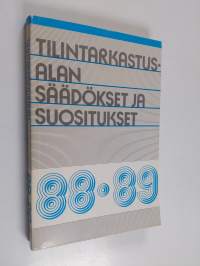 TILINTARKASTUS-
ALAN
SÄÄDÖKSET JA
SUOSITUKSET
88•89